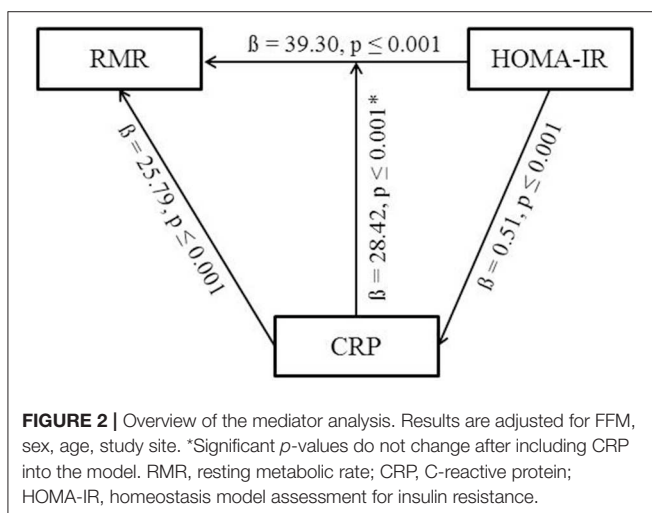 ß = 39.30, p ≤ 0.001
RMR
HOMA-IR
ß = 25.79, p ≤ 0.001
ß = 28.42, p ≤ 0.001*
ß = 0.51, p ≤ 0.001
CRP
FIGURE 2 | Overview of the mediator analysis. Results are adjusted for FFM,
sex, age, study site. *Significant p-values do not change after including CRP
into the model. RMR, resting metabolic rate; CRP, C-reactive protein;
HOMA-IR, homeostasis model assessment for insulin resistance.